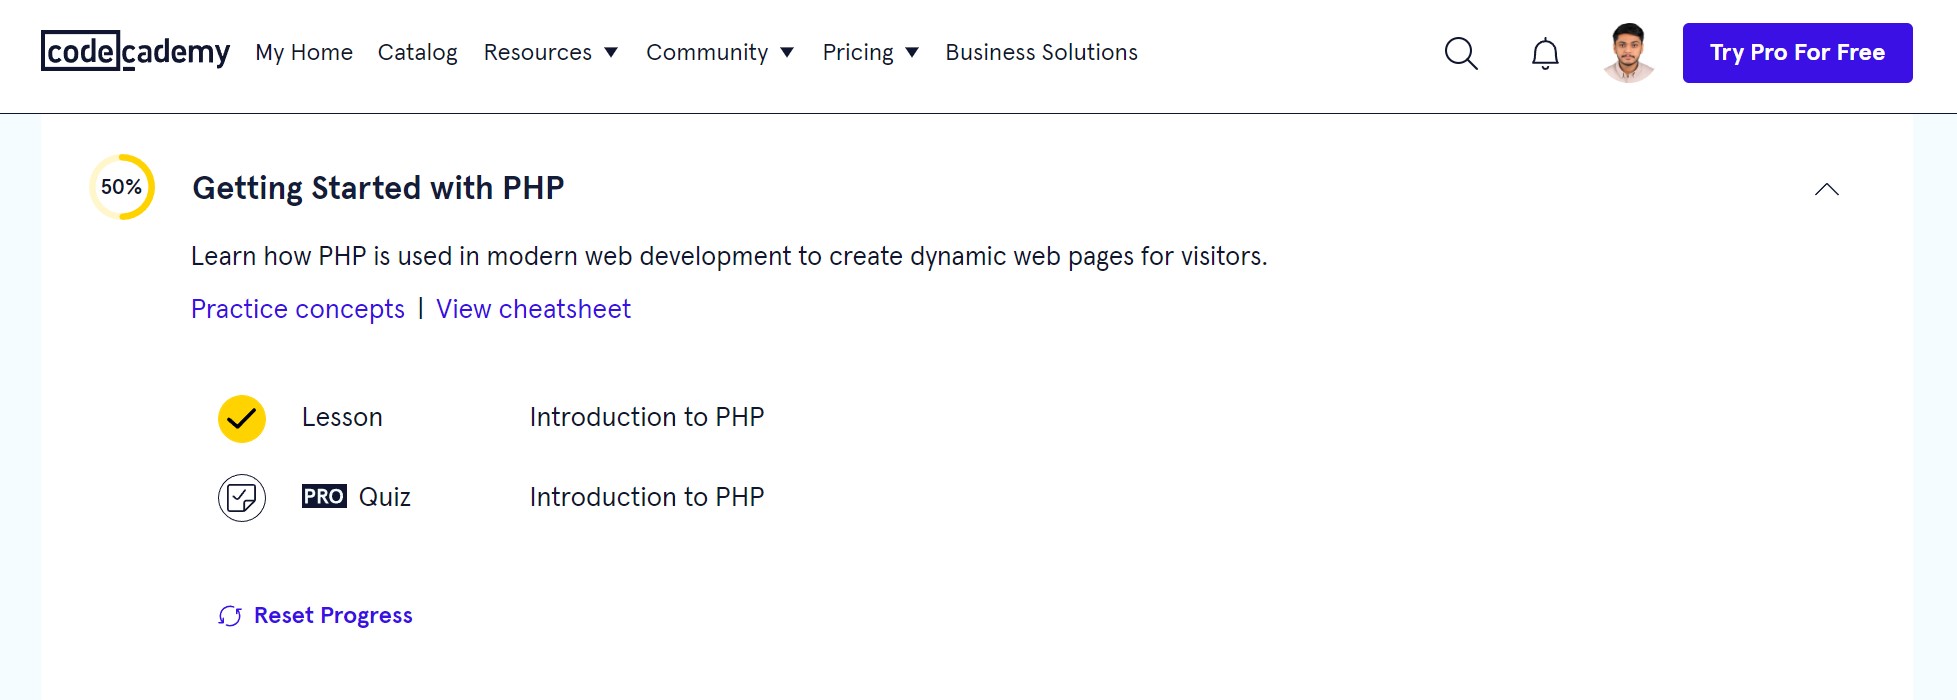 codecademy My Home Catalog Resources Community Pricing Business Solutions Try Pro For Free
50% Getting Started with PHP
Learn how PHP is used in modern web development to create dynamic web pages for visitors.
Practice concepts | View cheatsheet
Lesson Introduction to PHP
PRO Quiz Introduction to PHP
Reset Progress